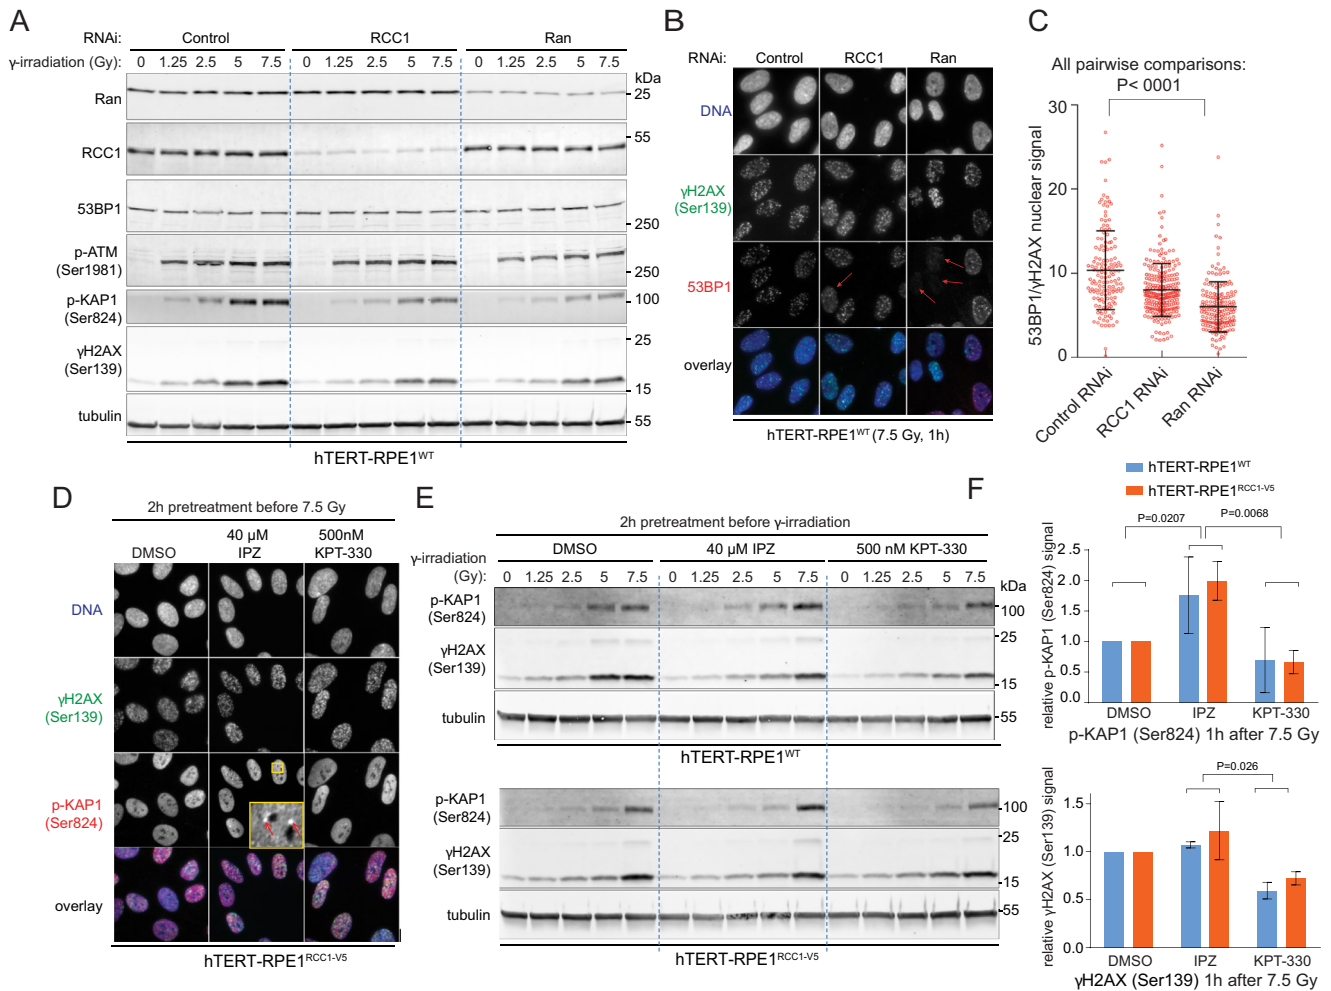 A
RNAi: Control RCC1 Ran
γ-irradiation (Gy): 0 1.25 2.5 5 7.5 0 1.25 2.5 5 7.5 0 1.25 2.5 5 7.5
kDa
Ran 25
RCC1 55
53BP1 250
p-ATM (Ser1981) 250
p-KAP1 (Ser824) 100
γH2AX (Ser139) 25 15
tubulin 55
hTERT-RPE1WT
B
RNAi: Control RCC1 Ran
DNA
γH2AX (Ser139)
53BP1
overlay
hTERT-RPE1WT (7.5 Gy, 1h)
C
All pairwise comparisons:
P< 0001
53BP1/γH2AX nuclear signal
30
20
10
0
Control RNAi
RCC1 RNAi
Ran RNAi
D
2h pretreatment before 7.5 Gy
DMSO 40 µM IPZ 500nM KPT-330
DNA
γH2AX (Ser139)
p-KAP1 (Ser824)
overlay
hTERT-RPE1RCC1-V5
E
2h pretreatment before γ-irradiation
DMSO 40 µM IPZ 500 nM KPT-330
γ-irradiation (Gy): 0 1.25 2.5 5 7.5 0 1.25 2.5 5 7.5 0 1.25 2.5 5 7.5
kDa
p-KAP1 (Ser824) 100
γH2AX (Ser139) 25 15
tubulin 55
hTERT-RPE1WT
p-KAP1 (Ser824) 100
γH2AX (Ser139) 25 15
tubulin 55
hTERT-RPE1RCC1-V5
F
hTERT-RPE1WT
hTERT-RPE1RCC1-V5
P=0.0207 P=0.0068
relative p-KAP1 (Ser824) signal
2.5
2.0
1.5
1.0
0.5
0.0
DMSO IPZ KPT-330
p-KAP1 (Ser824) 1h after 7.5 Gy
P=0.026
relative γH2AX (Ser139) signal
1.5
1.0
0.5
0.0
DMSO IPZ KPT-330
γH2AX (Ser139) 1h after 7.5 Gy